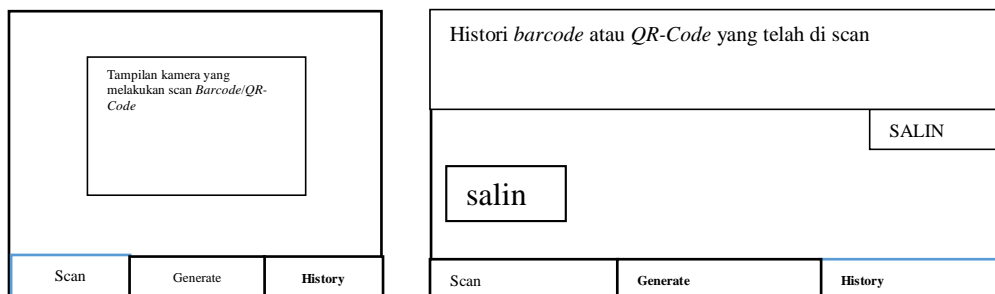 Tampilan kamera yang
melakukan scan Barcode/QR-
Code
Scan
Generate
History
Histori barcode atau QR-Code yang telah di scan
SALIN
salin
Scan
Generate
History